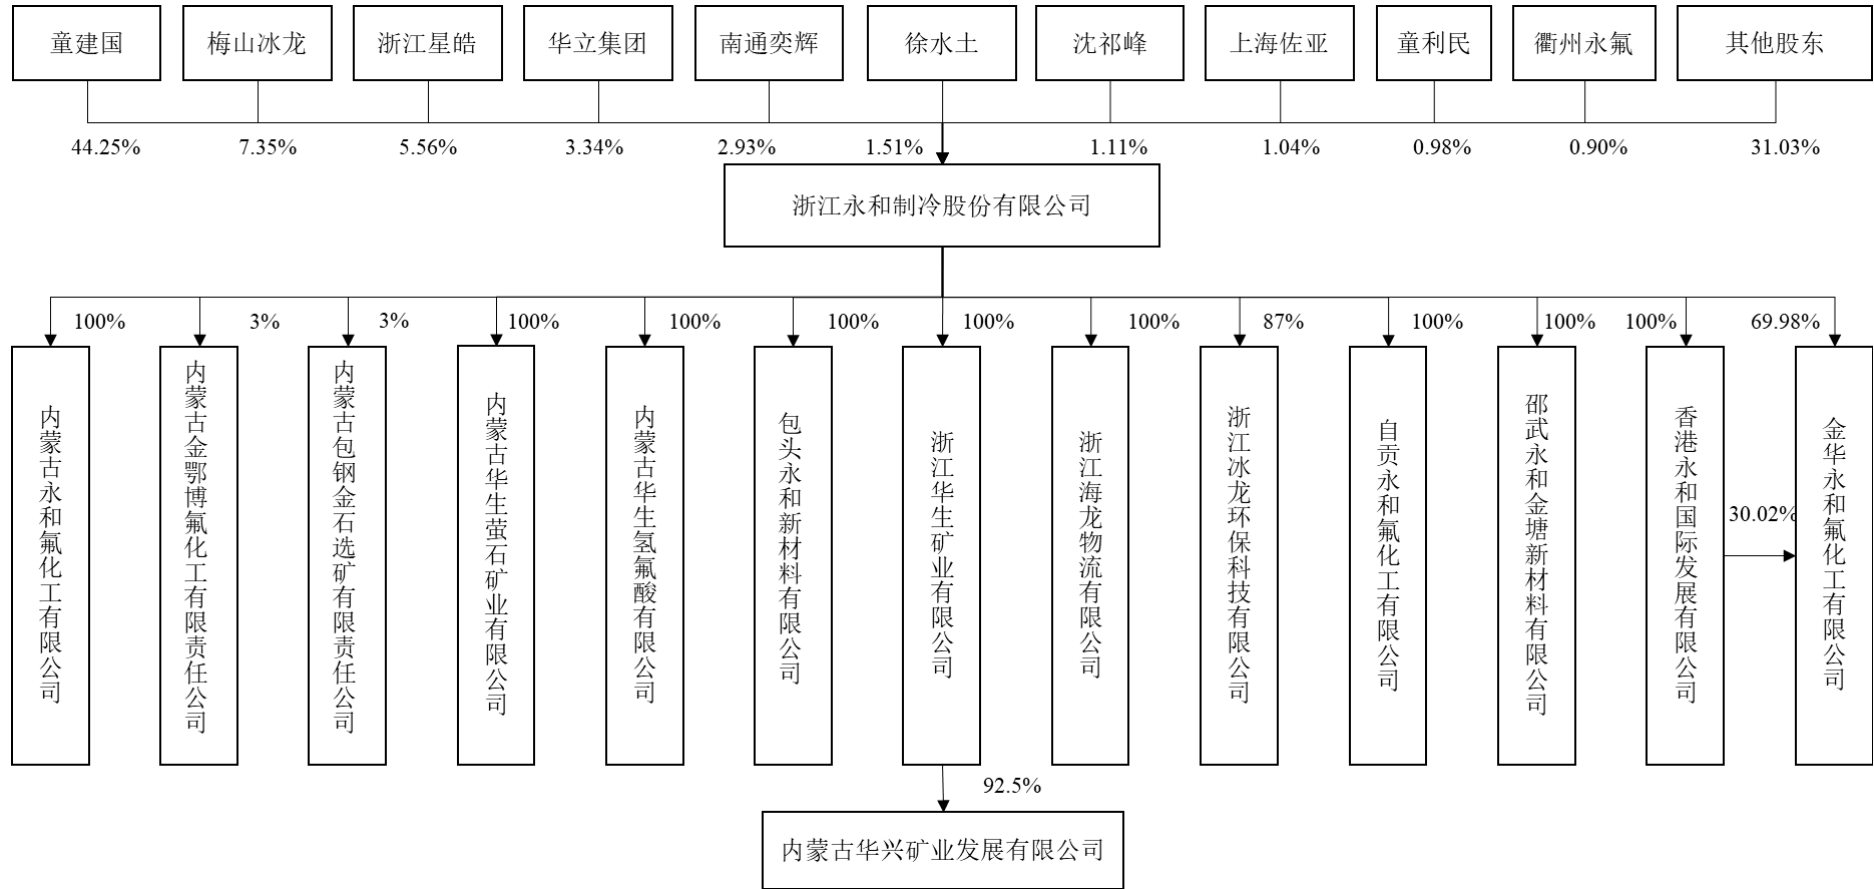 童建国
梅山冰龙
浙江星皓
华立集团
南通奕辉
徐水土
沈祁峰
上海佐亚
童利民
衢州永氟
其他股东
44.25%
7.35%
5.56%
3.34%
2.93%
1.51%
1.11%
1.04%
0.98%
0.90%
31.03%
浙江永和制冷股份有限公司
100%
3%
3%
100%
100%
100%
100%
100%
87%
100%
100%
100%
69.98%
内蒙古永和氟化工有限公司
内蒙古金鄂博氟化工有限责任公司
内蒙古包钢金石选矿有限责任公司
内蒙古华生萤石矿业有限公司
内蒙古华生氢氟酸有限公司
包头永和新材料有限公司
浙江华生矿业有限公司
浙江海龙物流有限公司
浙江冰龙环保科技有限公司
自贡永和氟化工有限公司
邵武永和金塘新材料有限公司
香港永和国际发展有限公司
30.02%
金华永和氟化工有限公司
92.5%
内蒙古华兴矿业发展有限公司